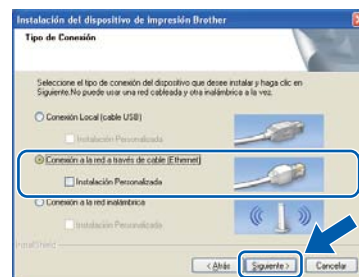 Instalación del dispositivo de impresión Brother
Tipo de Conexión
Seleccione el tipo de conexión del dispositivo que desee instalar y haga clic en
Siguiente.No puede usar una red cableada y otra inalámbrica a la vez.
Conexión Local (cable USB)
Instalación Personalizada
Conexión a la red a través de cable (Ethernet)
Instalación Personalizada
Conexión a la red inalámbrica
Instalación Personalizada
InstallShield
< Atrás
Siguiente >
Cancelar